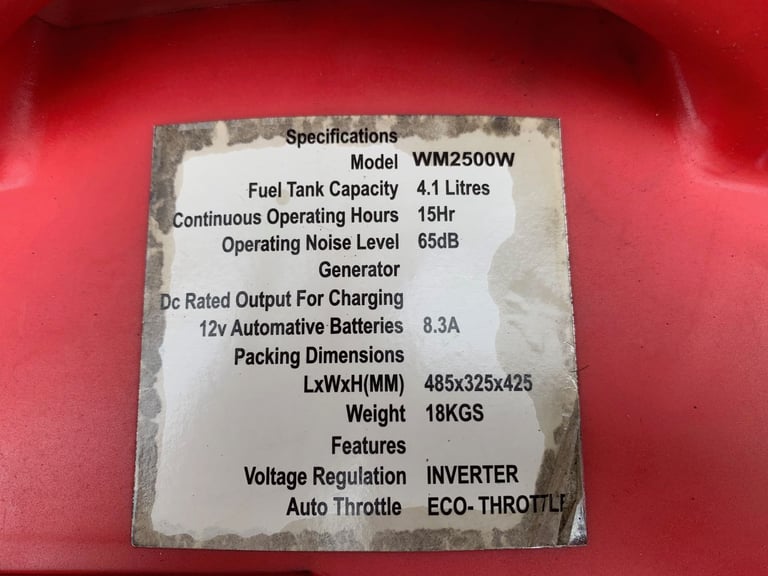 Specifications
Model WM2500W
Fuel Tank Capacity 4.1 Litres
Continuous Operating Hours 15Hr
Operating Noise Level 65dB
Generator
Dc Rated Output For Charging
12v Automative Batteries 8.3A
Packing Dimensions
LxWxH(MM) 485x325x425
Weight 18KGS
Features
Voltage Regulation INVERTER
Auto Throttle ECO- THROTTLE